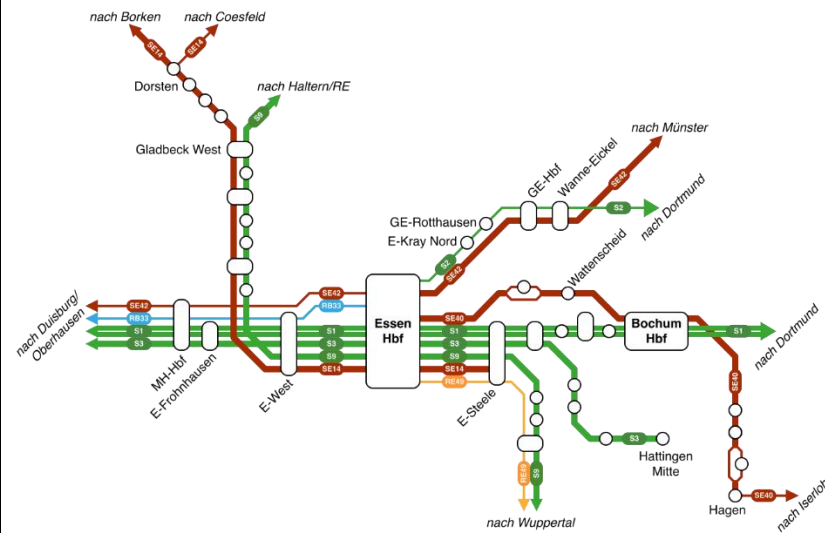 nach Borken
nach Coesfeld
SE14
SE14
Dorsten
nach Haltern/RE
S9
Gladbeck West
nach Münster
SE42
GE-Hbf
Wanne-Eickel
S2
nach Dortmund
GE-Rotthausen
E-Kray Nord
S2
SE42
Wattenscheid
SE42
SE42
RB33
RB33
nach Duisburg/
Oberhausen
S1
S3
MH-Hbf
E-Frohnhausen
E-West
S1
S3
S9
SE14
Essen
Hbf
SE40
S1
S3
S9
SE14
RE49
E-Steele
Bochum
Hbf
S1
nach Dortmund
SE40
S3
Hattingen
Mitte
RE49
S9
nach Wuppertal
Hagen
SE40